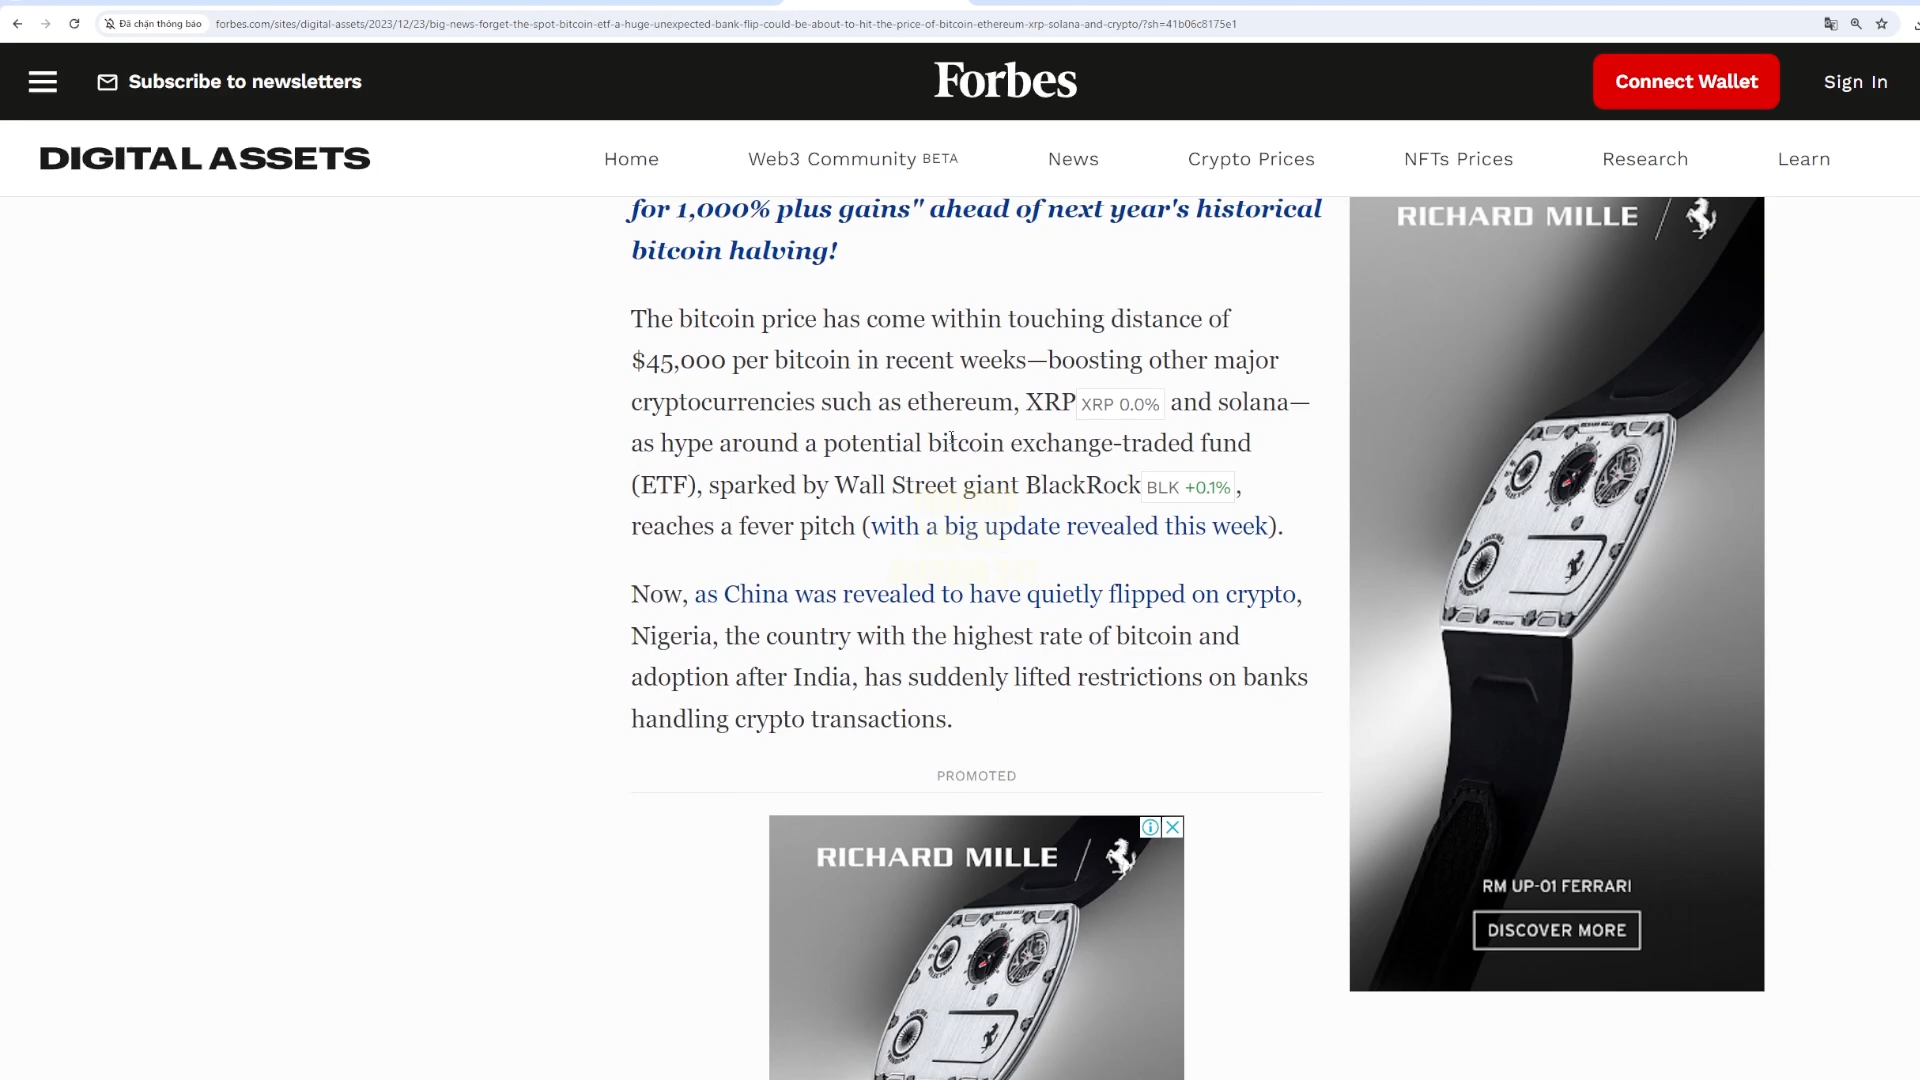 Đã chặn thông báo
forbes.com/sites/digital-assets/2023/12/23/big-news-forget-the-spot-bitcoin-etf-a-huge-unexpected-bank-flip-could-be-about-to-hit-the-price-of-bitcoin-ethereum-xrp-solana-and-crypto/?sh=41b06c8175e1
Subscribe to newsletters
Forbes
Connect Wallet
Sign In
DIGITAL ASSETS
Home
Web3 Community BETA
News
Crypto Prices
NFTs Prices
Research
Learn
for 1,000% plus gains" ahead of next year's historical
bitcoin halving!
The bitcoin price has come within touching distance of
$45,000 per bitcoin in recent weeks—boosting other major
cryptocurrencies such as ethereum, XRP XRP 0.0% and solana—
as hype around a potential bitcoin exchange-traded fund
(ETF), sparked by Wall Street giant BlackRock BLK +0.1%,
reaches a fever pitch (with a big update revealed this week).
Now, as China was revealed to have quietly flipped on crypto,
Nigeria, the country with the highest rate of bitcoin and
adoption after India, has suddenly lifted restrictions on banks
handling crypto transactions.
PROMOTED
RICHARD MILLE
RICHARD MILLE
RM UP-01 FERRARI
DISCOVER MORE